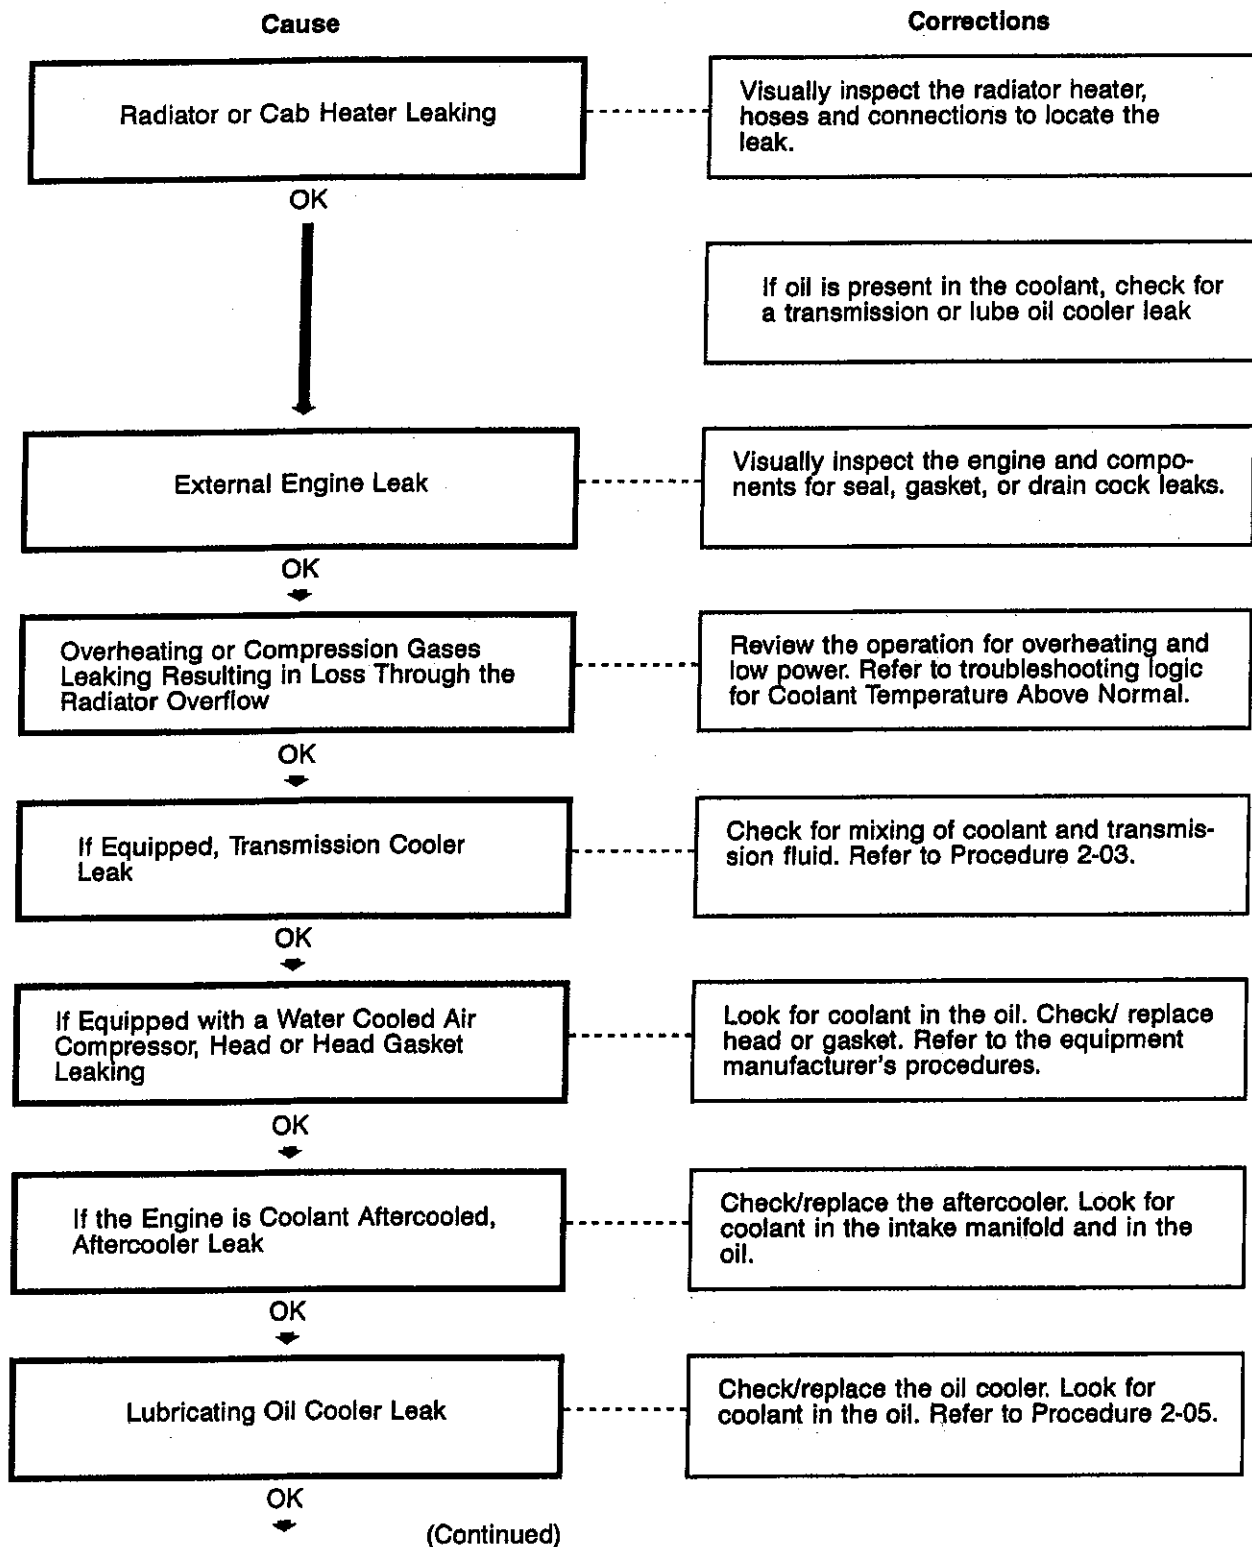 Cause
Corrections
Radiator or Cab Heater Leaking
Visually inspect the radiator heater,
hoses and connections to locate the
leak.
OK
If oil is present in the coolant, check for
a transmission or lube oil cooler leak
External Engine Leak
Visually inspect the engine and compo-
nents for seal, gasket, or drain cock leaks.
OK
Overheating or Compression Gases
Leaking Resulting in Loss Through the
Radiator Overflow
Review the operation for overheating and
low power. Refer to troubleshooting logic
for Coolant Temperature Above Normal.
OK
If Equipped, Transmission Cooler
Leak
Check for mixing of coolant and transmis-
sion fluid. Refer to Procedure 2-03.
OK
If Equipped with a Water Cooled Air
Compressor, Head or Head Gasket
Leaking
Look for coolant in the oil. Check/ replace
head or gasket. Refer to the equipment
manufacturer's procedures.
OK
If the Engine is Coolant Aftercooled,
Aftercooler Leak
Check/replace the aftercooler. Look for
coolant in the intake manifold and in the
oil.
OK
Lubricating Oil Cooler Leak
Check/replace the oil cooler. Look for
coolant in the oil. Refer to Procedure 2-05.
OK
(Continued)